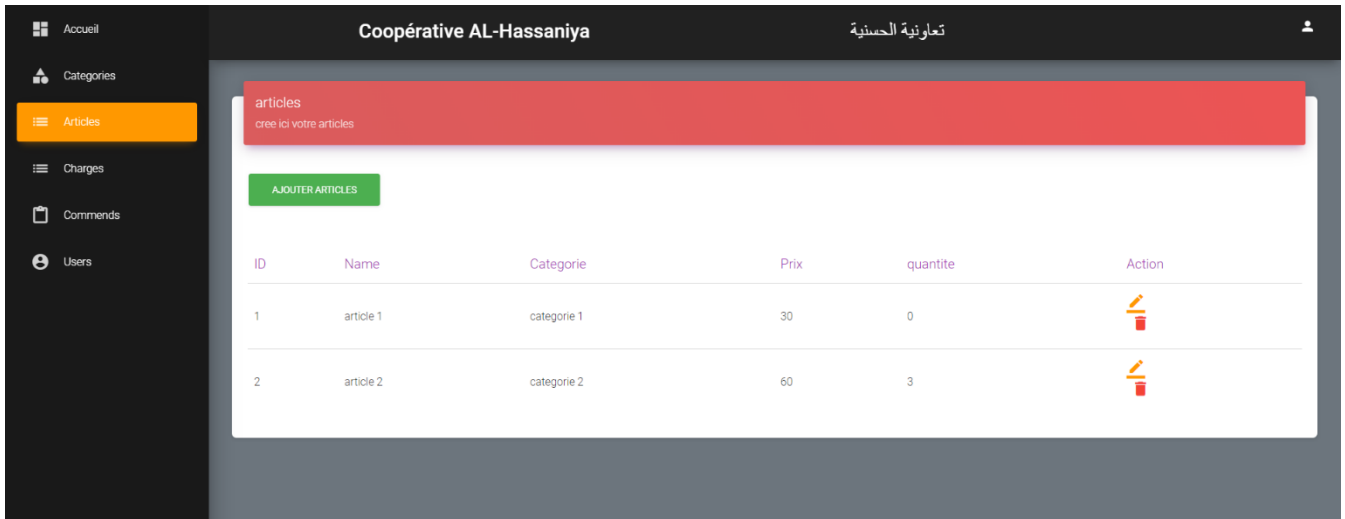 Accueil
Coopérative AL-Hassaniya
تعاونية الحسنية
Categories
Articles
Charges
Commends
Users
articles
cree ici votre articles
AJOUTER ARTICLES
ID Name Categorie Prix quantite Action
1 article 1 categorie 1 30 0
2 article 2 categorie 2 60 3